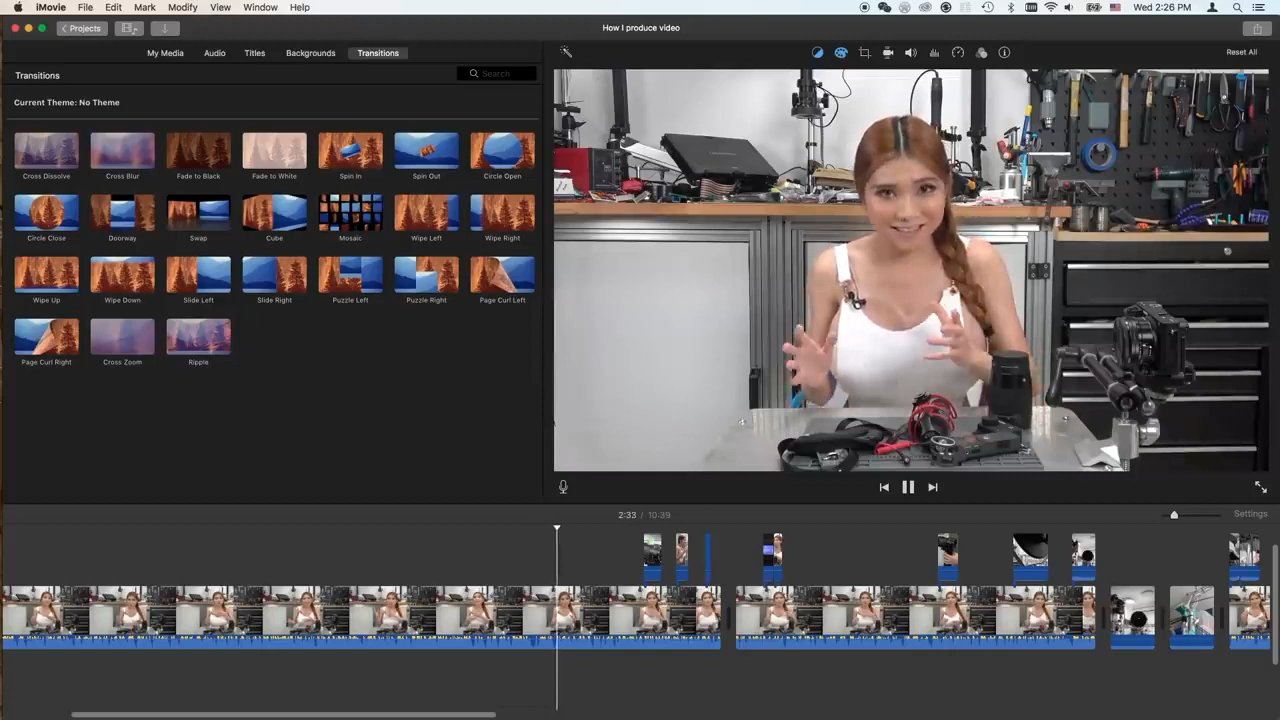 iMovie File Edit Mark Modify View Window Help Wed 2:26 PM
Projects How I produce video
My Media Audio Titles Backgrounds Transitions Reset All
Transitions Search
Current Theme: No Theme
Cross Dissolve Cross Blur Fade to Black Fade to White Spin In Spin Out Circle Open
Circle Close Doorway Swap Cube Mosaic Wipe Left Wipe Right
Wipe Up Wipe Down Slide Left Slide Right Puzzle Left Puzzle Right Page Curl Left
Page Curl Right Cross Zoom Ripple
2:33 / 10:39 Settings